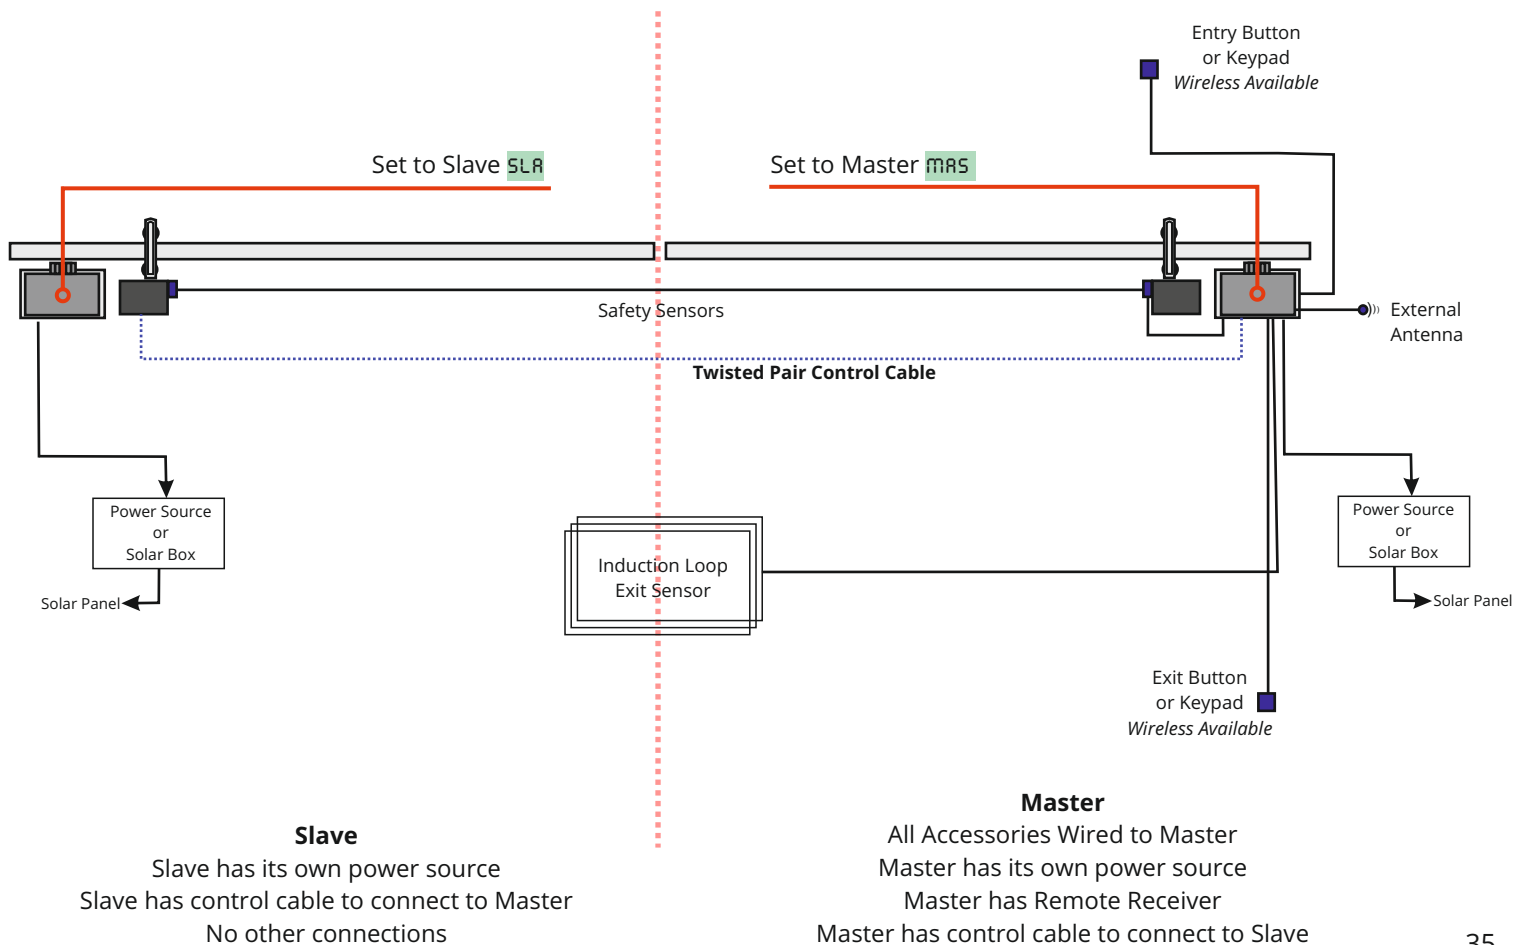 Entry Button
or Keypad
Wireless Available
Set to Slave SLA
Set to Master MAS
Safety Sensors
External
Antenna
Twisted Pair Control Cable
Power Source
or
Solar Box
Solar Panel
Induction Loop
Exit Sensor
Power Source
or
Solar Box
Solar Panel
Exit Button
or Keypad
Wireless Available
Slave
Slave has its own power source
Slave has control cable to connect to Master
No other connections
Master
All Accessories Wired to Master
Master has its own power source
Master has Remote Receiver
Master has control cable to connect to Slave
35